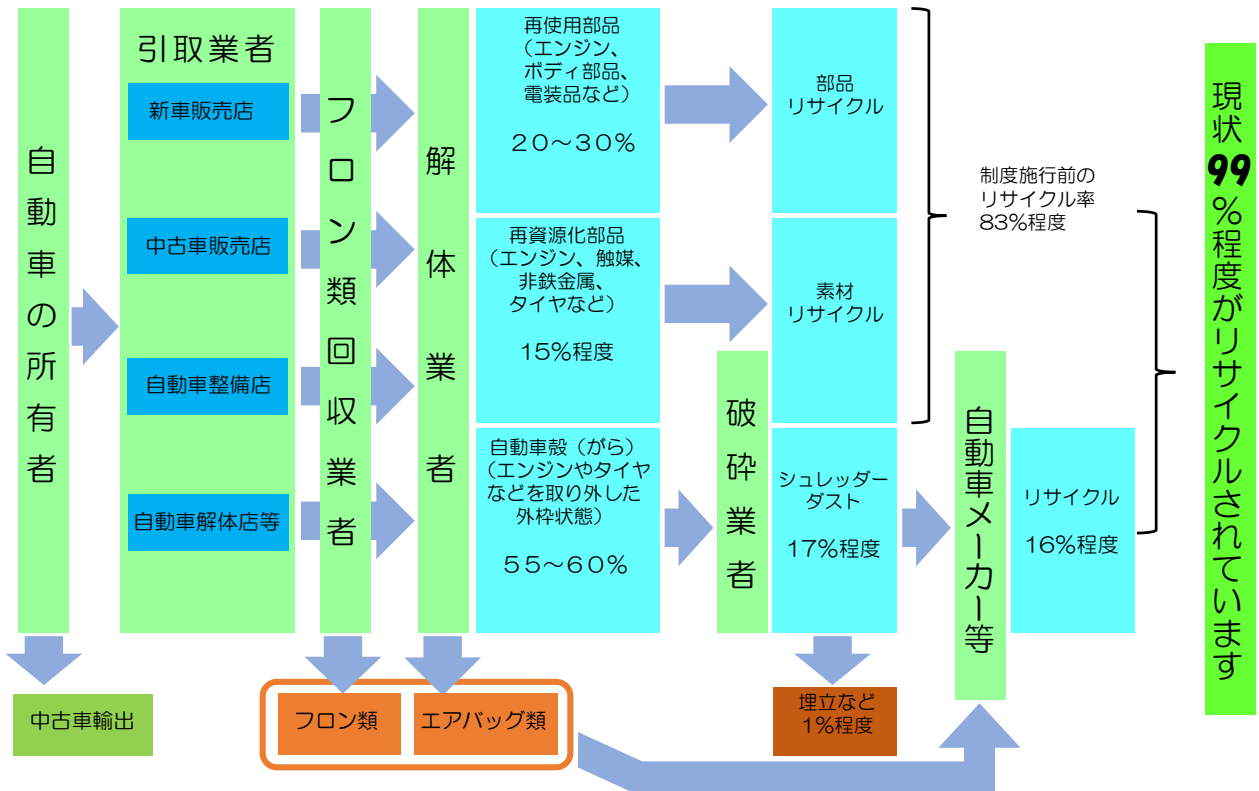 自動車の所有者
引取業者
新車販売店
中古車販売店
自動車整備店
自動車解体店等
フロン類回収業者
解体業者
再使用部品
（エンジン、
ボディ部品、
電装品など）
２０～３０％
再資源化部品
（エンジン、触媒、
非鉄金属、
タイヤなど）
15%程度
自動車殻（がら）
（エンジンやタイヤ
などを取り外した
外枠状態）
５５～６０％
部品
リサイクル
素材
リサイクル
破砕業者
シュレッダー
ダスト
17%程度
制度施行前の
リサイクル率
83%程度
自動車メーカー等
リサイクル
16%程度
現状99%程度がリサイクルされています
中古車輸出
フロン類
エアバッグ類
埋立など
1%程度